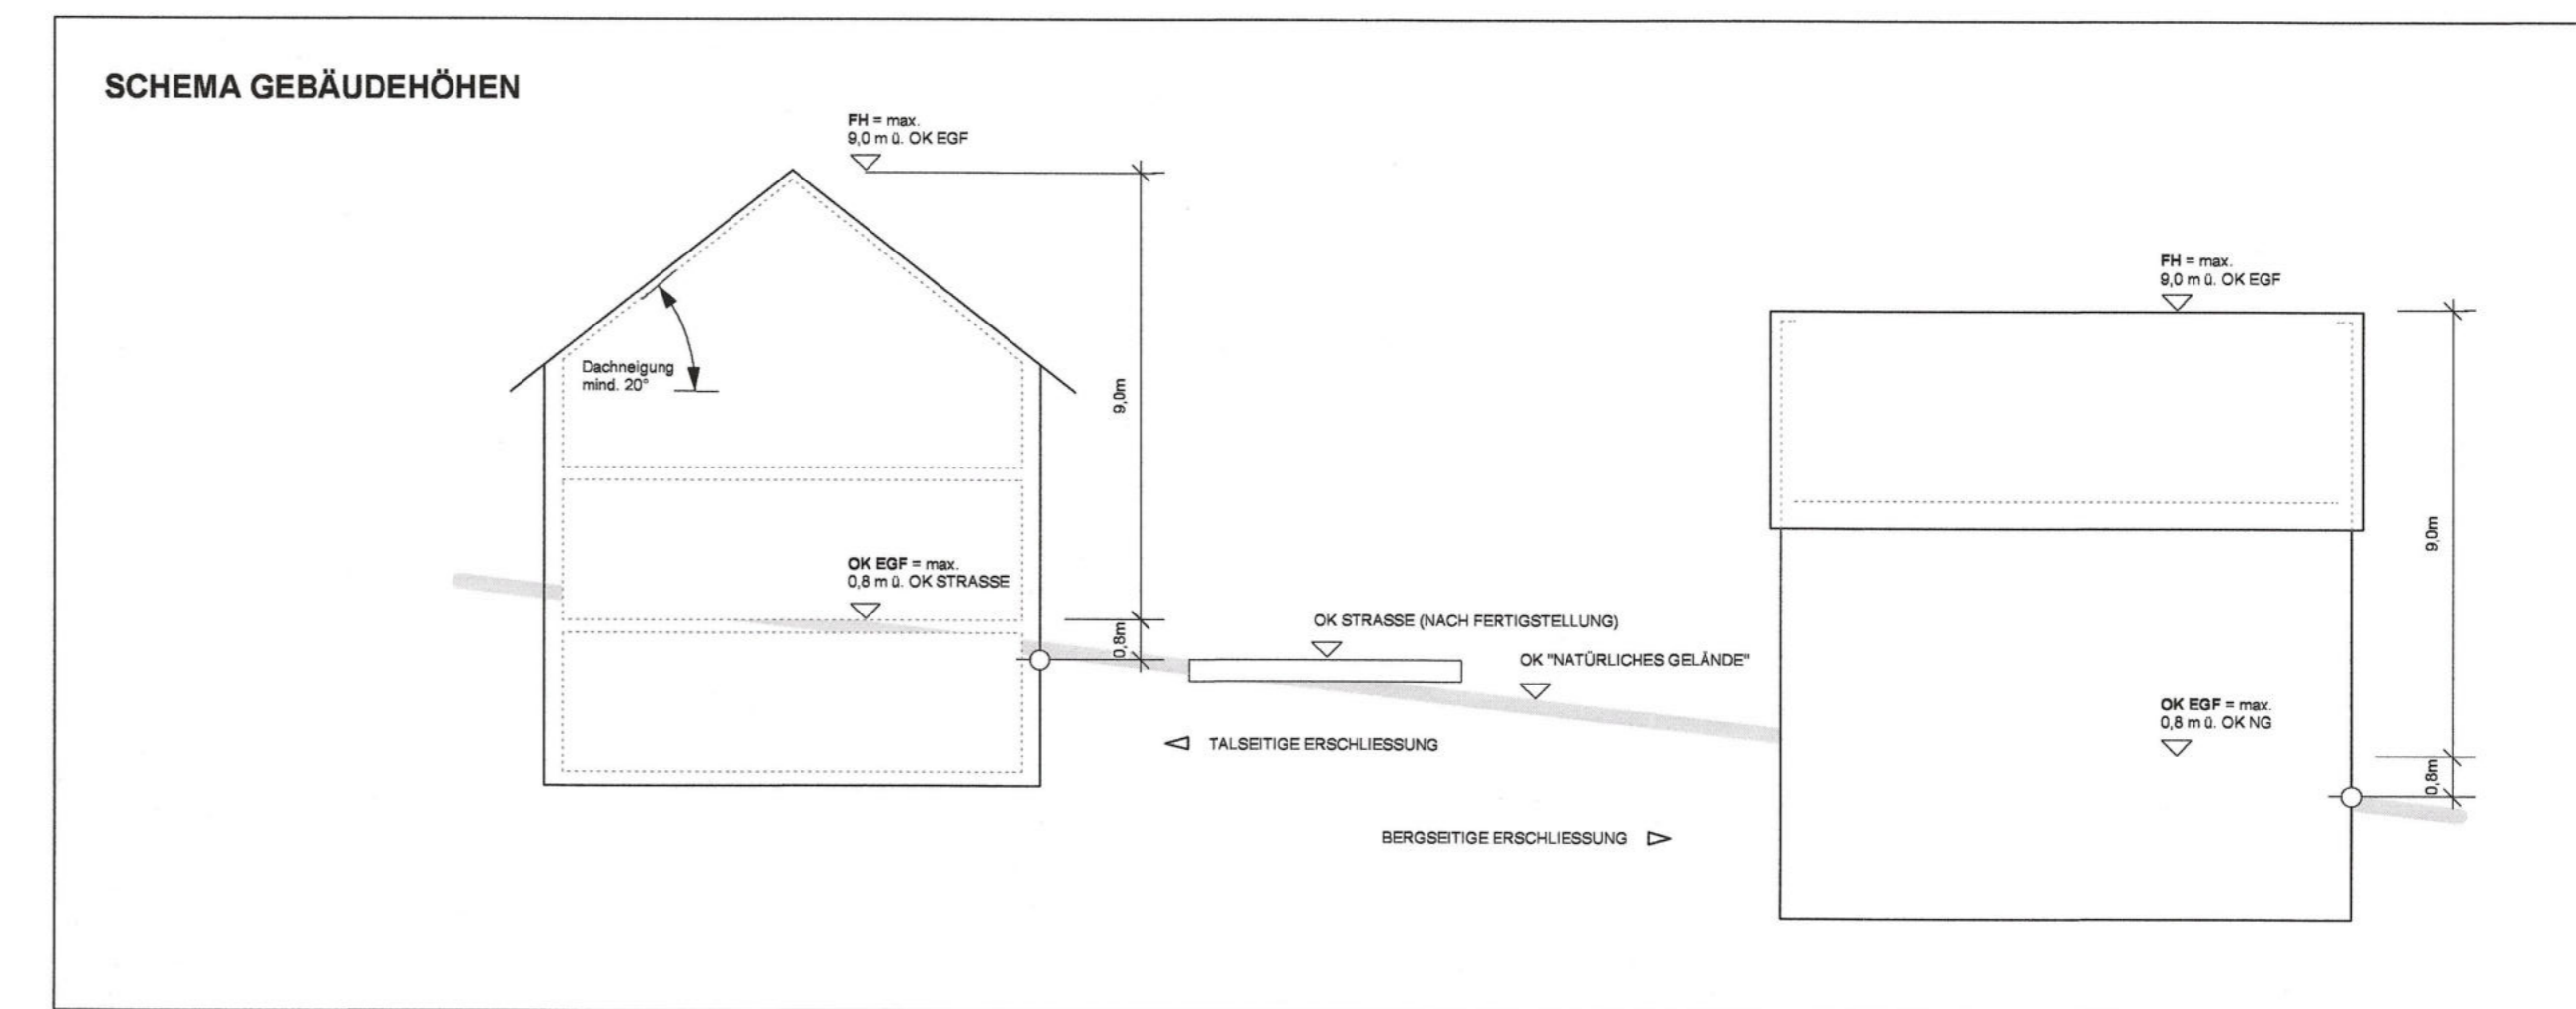 SCHEMA GEBÄUDEHÖHEN
FH = max.
9,0 m ü. OK EGF
Dachneigung
mind. 20°
9,0m
OK EGF = max.
0,8 m ü. OK STRASSE
0,8m
OK STRASSE (NACH FERTIGSTELLUNG)
OK "NATÜRLICHES GELÄNDE"
TALSEITIGE ERSCHLIESSUNG
BERGSEITIGE ERSCHLIESSUNG
FH = max.
9,0 m ü. OK EGF
9,0m
OK EGF = max.
0,8 m ü. OK NG
0,8m